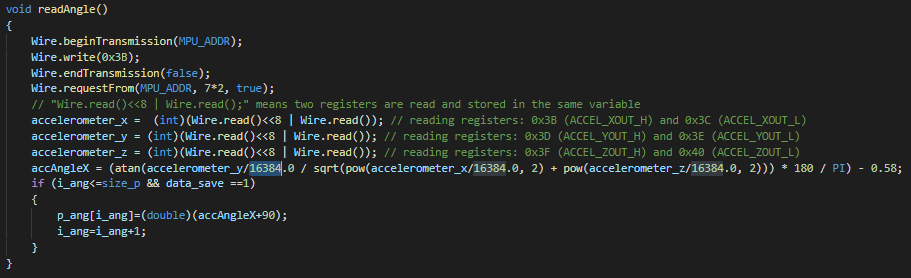 void readAngle()
{
Wire.beginTransmission(MPU_ADDR);
Wire.write(0x3B);
Wire.endTransmission(false);
Wire.requestFrom(MPU_ADDR, 7*2, true);
// "Wire.read()<<8 | Wire.read();" means two registers are read and stored in the same variable
accelerometer_x =  (int)(Wire.read()<<8 | Wire.read()); // reading registers: 0x3B (ACCEL_XOUT_H) and 0x3C (ACCEL_XOUT_L)
accelerometer_y = (int)(Wire.read()<<8 | Wire.read()); // reading registers: 0x3D (ACCEL_YOUT_H) and 0x3E (ACCEL_YOUT_L)
accelerometer_z = (int)(Wire.read()<<8 | Wire.read()); // reading registers: 0x3F (ACCEL_ZOUT_H) and 0x40 (ACCEL_ZOUT_L)
accAngleX = (atan(accelerometer_y/16384.0 / sqrt(pow(accelerometer_x/16384.0, 2) + pow(accelerometer_z/16384.0, 2))) * 180 / PI) - 0.58;
if (i_ang<=size_p && data_save ==1)
{
p_ang[i_ang]=(double)(accAngleX+90);
i_ang=i_ang+1;
}
}